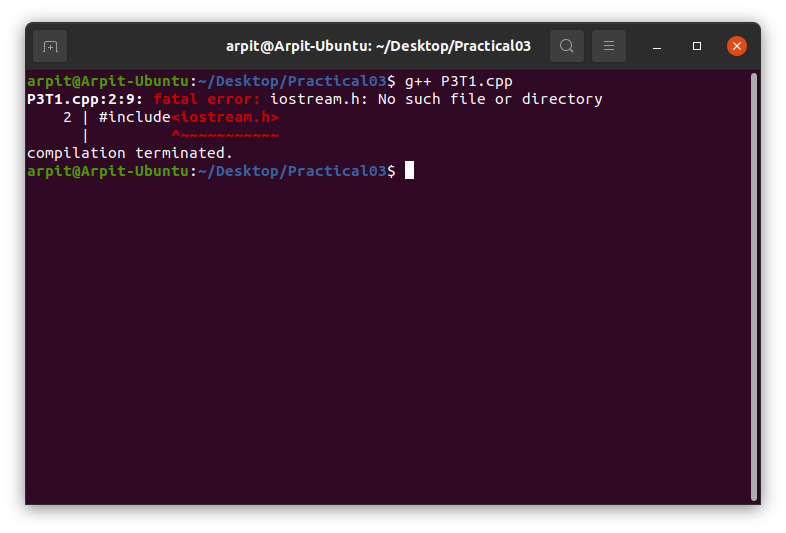 arpit@Arpit-Ubuntu: ~/Desktop/Practical03
arpit@Arpit-Ubuntu:~/Desktop/Practical03$ g++ P3T1.cpp
P3T1.cpp:2:9: fatal error: iostream.h: No such file or directory
    2 | #include<iostream.h>
      |         ^~~~~~~~~~~~
compilation terminated.
arpit@Arpit-Ubuntu:~/Desktop/Practical03$